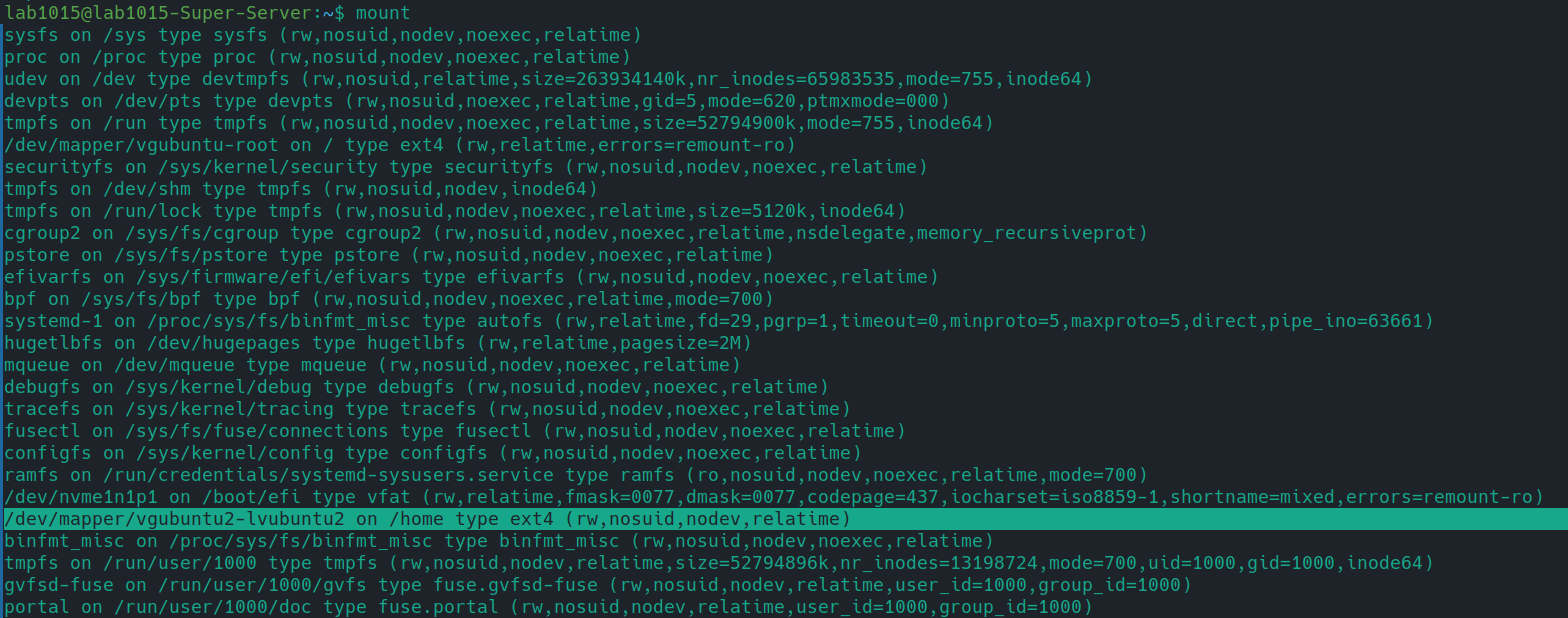 lab1015@lab1015-Super-Server:~$ mount
sysfs on /sys type sysfs (rw,nosuid,nodev,noexec,relatime)
proc on /proc type proc (rw,nosuid,nodev,noexec,relatime)
udev on /dev type devtmpfs (rw,nosuid,relatime,size=263934140k,nr_inodes=65983535,mode=755,inode64)
devpts on /dev/pts type devpts (rw,nosuid,noexec,relatime,gid=5,mode=620,ptmxmode=000)
tmpfs on /run type tmpfs (rw,nosuid,nodev,noexec,relatime,size=52794900k,mode=755,inode64)
/dev/mapper/vgubuntu-root on / type ext4 (rw,relatime,errors=remount-ro)
securityfs on /sys/kernel/security type securityfs (rw,nosuid,nodev,noexec,relatime)
tmpfs on /dev/shm type tmpfs (rw,nosuid,nodev,inode64)
tmpfs on /run/lock type tmpfs (rw,nosuid,nodev,noexec,relatime,size=5120k,inode64)
cgroup2 on /sys/fs/cgroup type cgroup2 (rw,nosuid,nodev,noexec,relatime,nsdelegate,memory_recursiveprot)
pstore on /sys/fs/pstore type pstore (rw,nosuid,nodev,noexec,relatime)
efivarfs on /sys/firmware/efi/efivars type efivarfs (rw,nosuid,nodev,noexec,relatime)
bpf on /sys/fs/bpf type bpf (rw,nosuid,nodev,noexec,relatime,mode=700)
systemd-1 on /proc/sys/fs/binfmt_misc type autofs (rw,relatime,fd=29,pgrp=1,timeout=0,minproto=5,maxproto=5,direct,pipe_ino=63661)
hugetlbfs on /dev/hugepages type hugetlbfs (rw,relatime,pagesize=2M)
mqueue on /dev/mqueue type mqueue (rw,nosuid,nodev,noexec,relatime)
debugfs on /sys/kernel/debug type debugfs (rw,nosuid,nodev,noexec,relatime)
tracefs on /sys/kernel/tracing type tracefs (rw,nosuid,nodev,noexec,relatime)
fusectl on /sys/fs/fuse/connections type fusectl (rw,nosuid,nodev,noexec,relatime)
configfs on /sys/kernel/config type configfs (rw,nosuid,nodev,noexec,relatime)
ramfs on /run/credentials/systemd-sysusers.service type ramfs (ro,nosuid,nodev,noexec,relatime,mode=700)
/dev/nvme1n1p1 on /boot/efi type vfat (rw,relatime,fmask=0077,dmask=0077,codepage=437,iocharset=iso8859-1,shortname=mixed,errors=remount-ro)
/dev/mapper/vgubuntu2-lvubuntu2 on /home type ext4 (rw,nosuid,nodev,relatime)
binfmt_misc on /proc/sys/fs/binfmt_misc type binfmt_misc (rw,nosuid,nodev,noexec,relatime)
tmpfs on /run/user/1000 type tmpfs (rw,nosuid,nodev,relatime,size=52794896k,nr_inodes=13198724,mode=700,uid=1000,gid=1000,inode64)
gvfsd-fuse on /run/user/1000/gvfs type fuse.gvfsd-fuse (rw,nosuid,nodev,relatime,user_id=1000,group_id=1000)
portal on /run/user/1000/doc type fuse.portal (rw,nosuid,nodev,relatime,user_id=1000,group_id=1000)